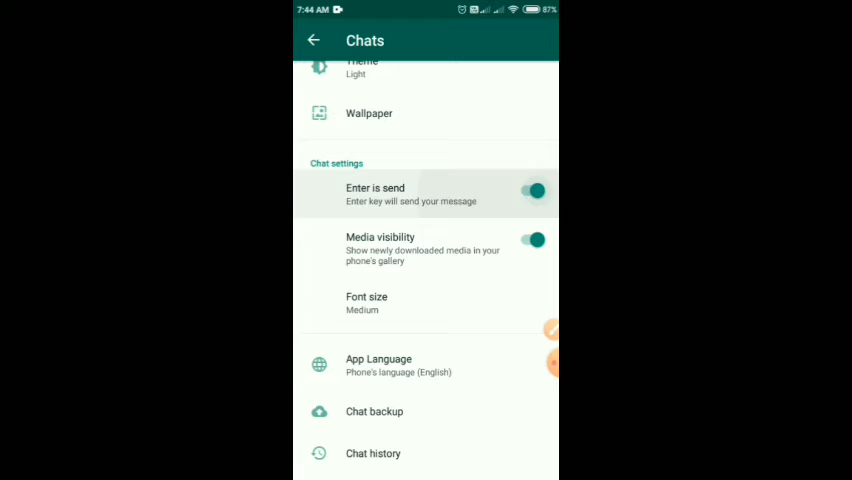 7:44 AM 87%
Chats
Theme
Light
Wallpaper
Chat settings
Enter is send
Enter key will send your message
Media visibility
Show newly downloaded media in your
phone's gallery
Font size
Medium
App Language
Phone's language (English)
Chat backup
Chat history